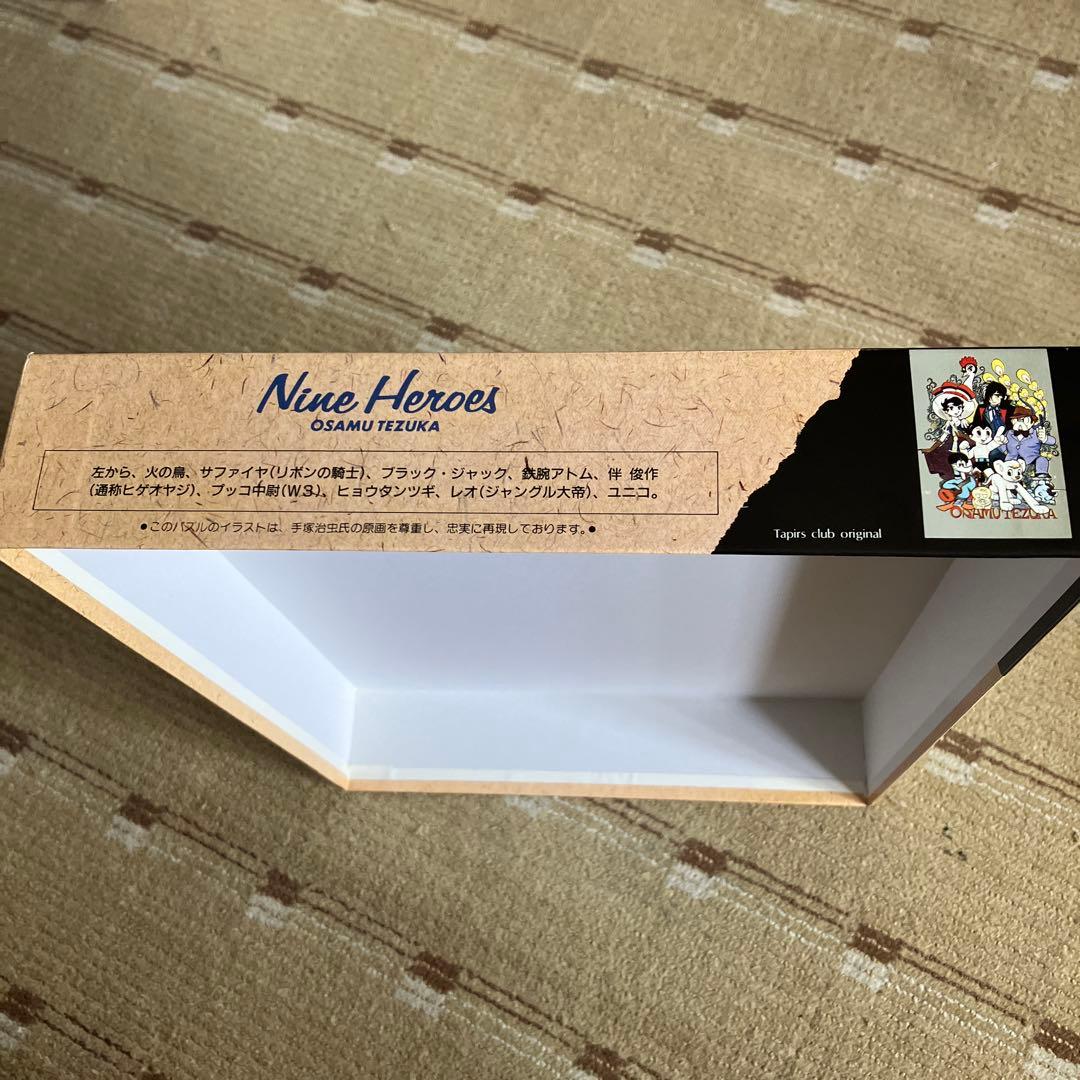 Nine Heroes
OSAMU TEZUKA
左から、火の鳥、サファイヤ(リボンの騎士)、ブラック・ジャック、鉄腕アトム、伴 俊作
(通称ヒゲオヤジ)、ブッコ中尉(W3)、ヒョウタンツギ、レオ(ジャングル大帝)、ユニコ。
●このパズルのイラストは、手塚治虫氏の原画を尊重し、忠実に再現しております。●
Tapirs club original
OSAMU TEZUKA